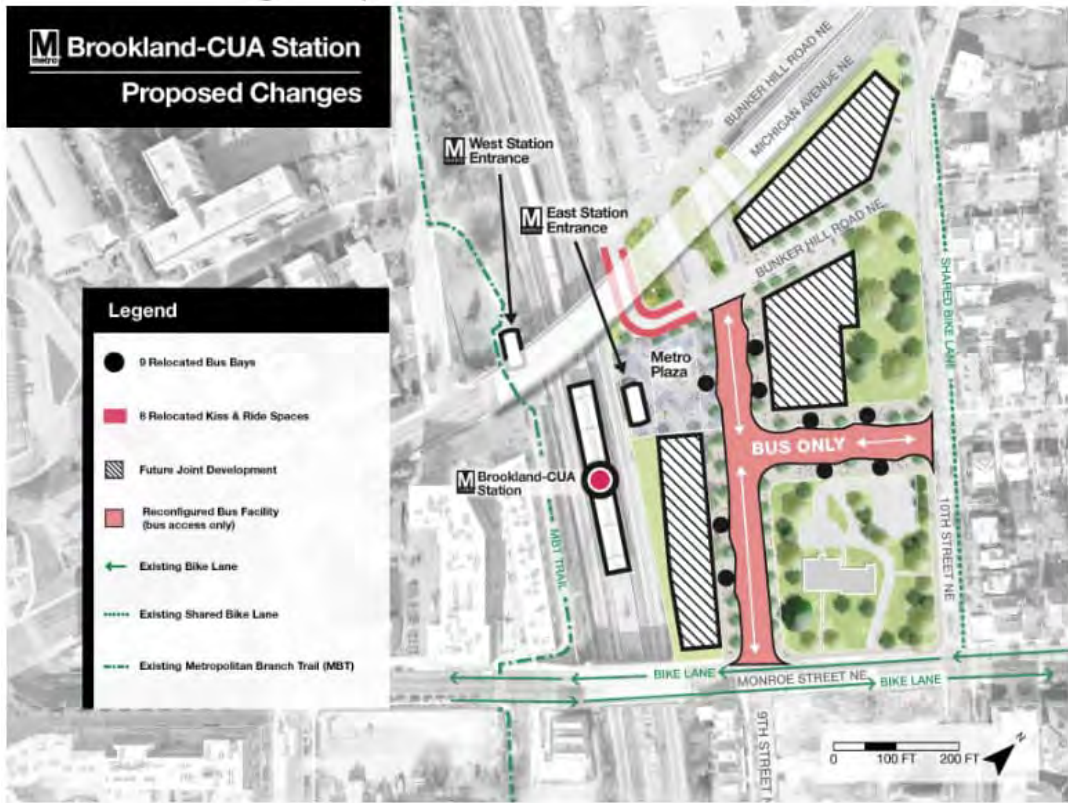 M
metro
Brookland-CUA Station
Proposed Changes
BUNKER HILL ROAD NE
MICHIGAN AVENUE NE
M West Station
Entrance
M East Station
Entrance
BUNKER HILL ROAD NE
SHARED BIKE LANE
Legend
9 Relocated Bus Bays
8 Relocated Kiss & Ride Spaces
Future Joint Development
Reconfigured Bus Facility
(bus access only)
Existing Bike Lane
Existing Shared Bike Lane
Existing Metropolitan Branch Trail (MBT)
Metro
Plaza
BUS ONLY
M Brookland-CUA
Station
MBT TRAIL
10TH STREET NE
BIKE LANE
MONROE STREET NE
BIKE LANE
9TH STREET N
N
0 100 FT 200 FT